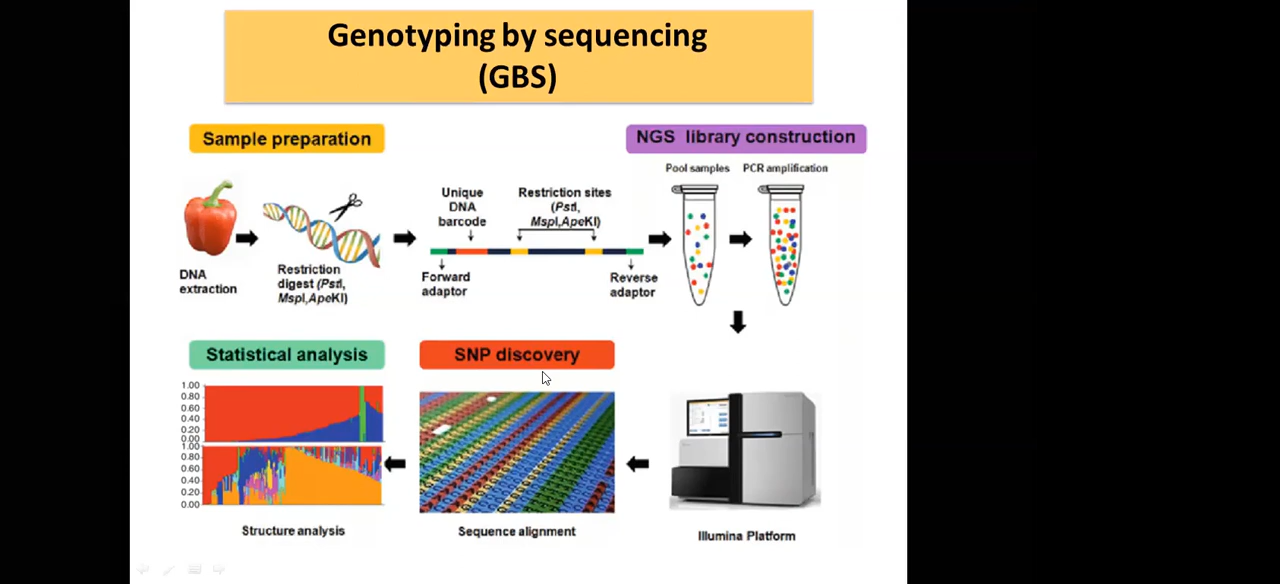 Genotyping by sequencing
(GBS)
Sample preparation
NGS library construction
Pool samples
PCR amplification
Unique
DNA
barcode
Restriction sites
(PstI,
MspI,ApeKI)
DNA
extraction
Restriction
digest (PstI,
MspI,ApeKI)
Forward
adaptor
Reverse
adaptor
Statistical analysis
SNP discovery
1.00
0.80
0.60
0.40
0.20
0.00
1.00
0.80
0.60
0.40
0.20
0.00
Structure analysis
Sequence alignment
Illumina Platform